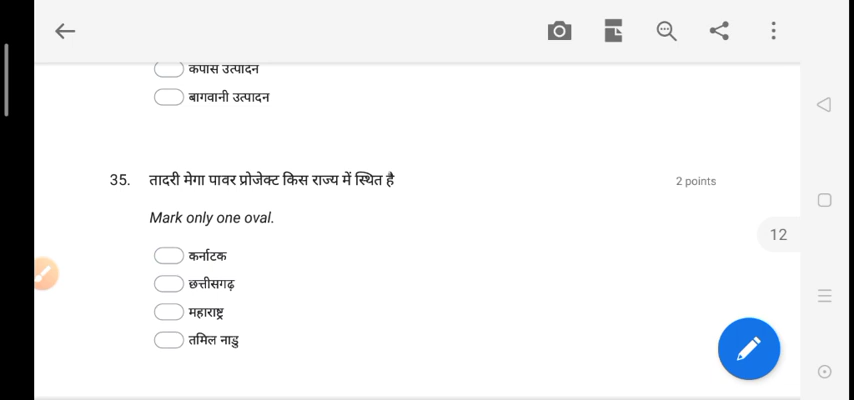 कपास उत्पादन
बागवानी उत्पादन
35. तादरी मेगा पावर प्रोजेक्ट किस राज्य में स्थित है 2 points
Mark only one oval.
12
कर्नाटक
छत्तीसगढ़
महाराष्ट्र
तमिल नाडु